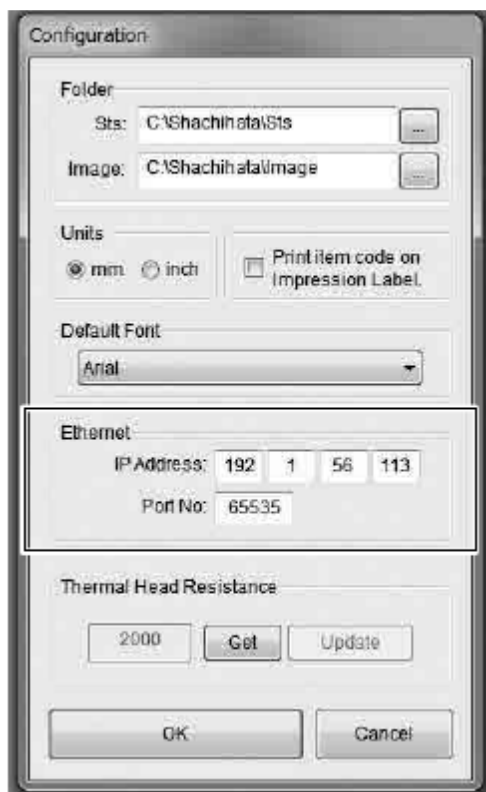 Configuration
Folder
Sts: C:\Shachihata\Sts ...
Image: C:\Shachihata\Image ...
Units
mm inch
Print item code on
Impression Label.
Default Font
Arial
Ethernet
IP Address: 192 1 56 113
Port No: 65535
Thermal Head Resistance
2000 Get Update
OK Cancel